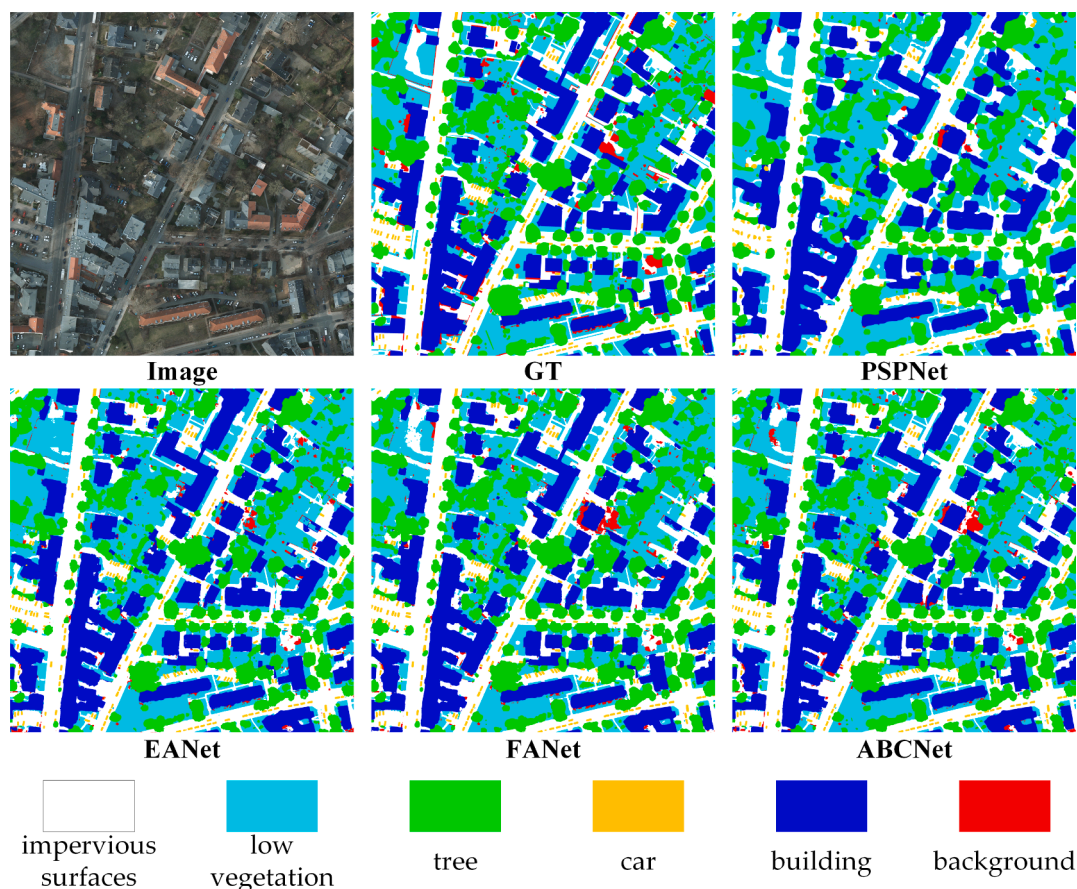 Image
GT
PSPNet
EANet
FANet
ABCNet
impervious
surfaces
low
vegetation
tree
car
building
background